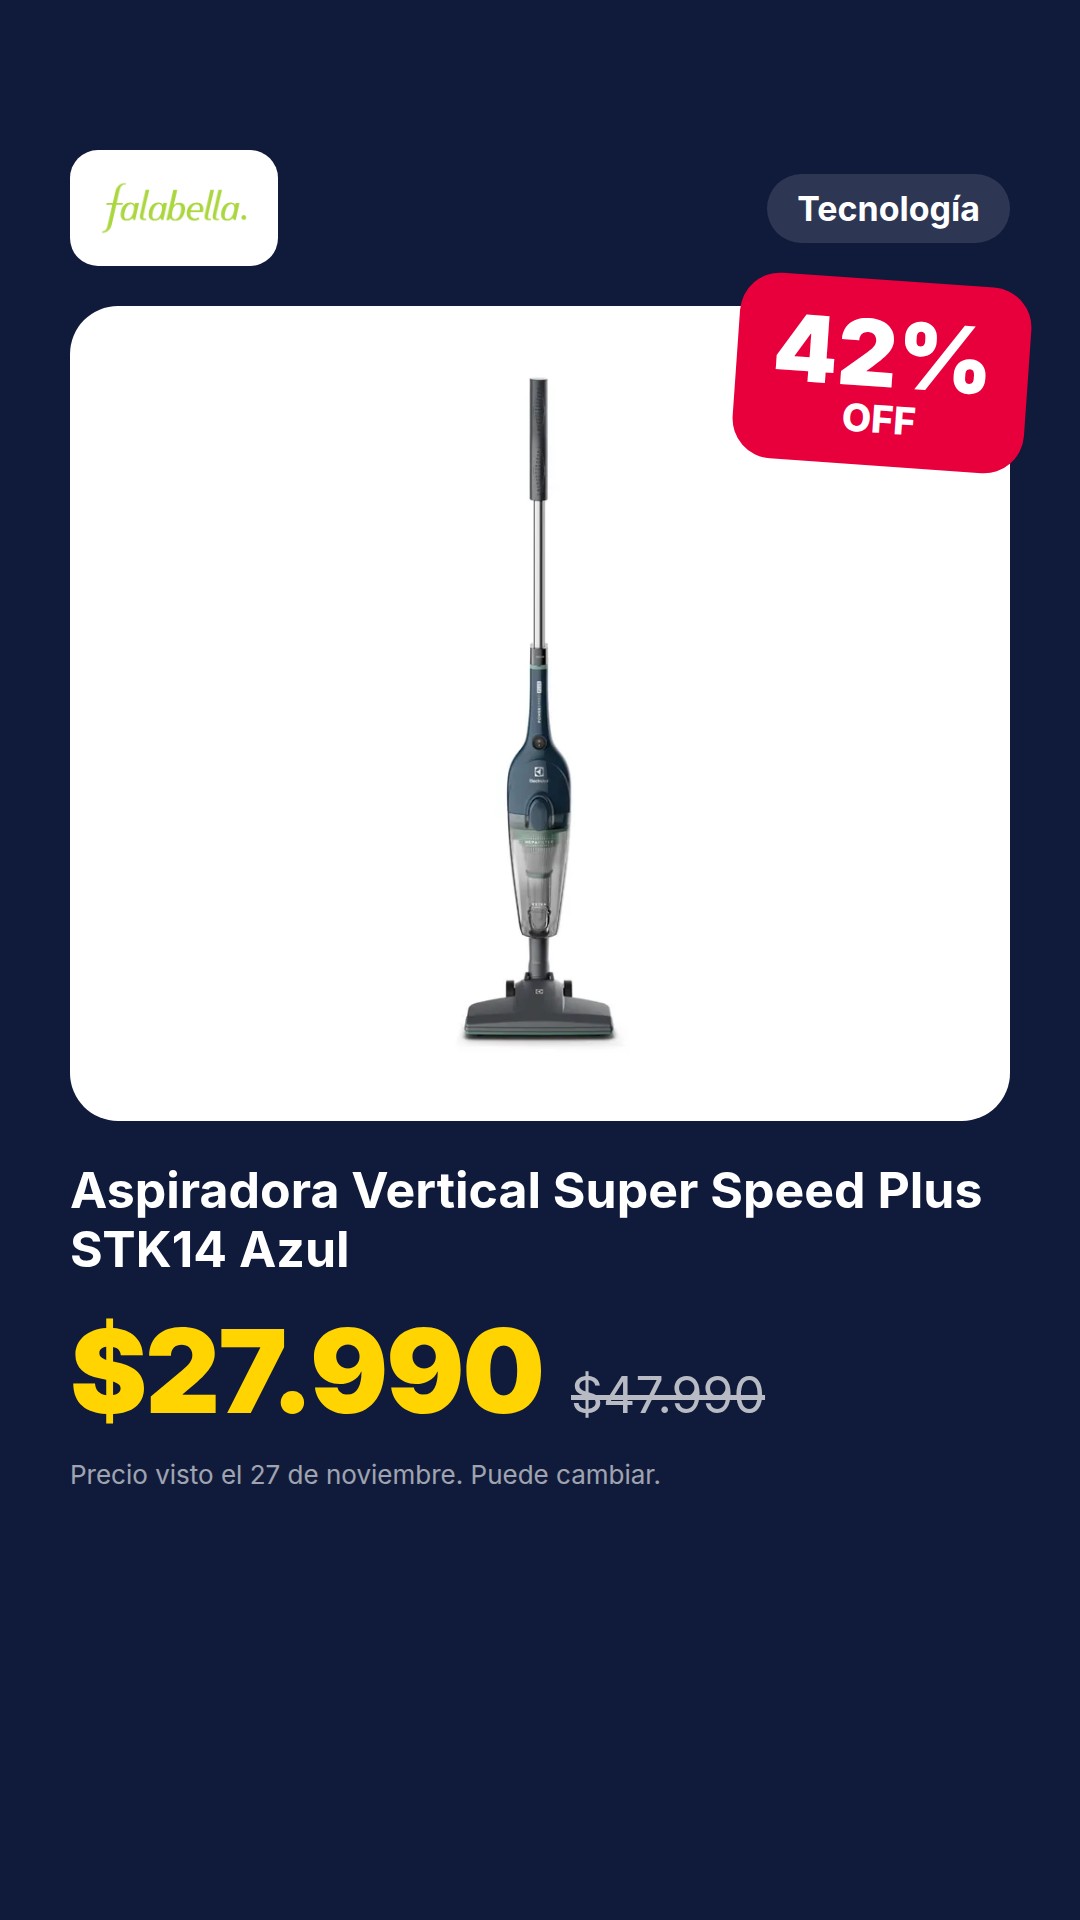 falabella.
Tecnología
42%
OFF
Aspiradora Vertical Super Speed Plus
STK14 Azul
$27.990 $47.990
Precio visto el 27 de noviembre. Puede cambiar.